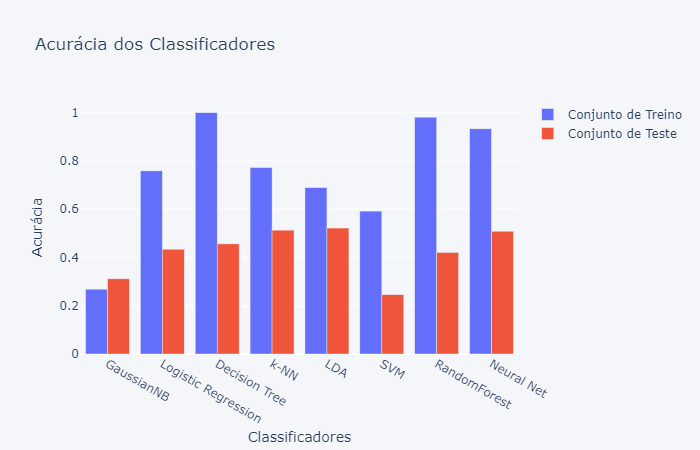 Acurácia dos Classificadores
Conjunto de Treino
Conjunto de Teste
1
0.8
0.6
0.4
0.2
0
Acurácia
GaussianNB
Logistic Regression
Decision Tree
k-NN
LDA
SVM
RandomForest
Neural Net
Classificadores